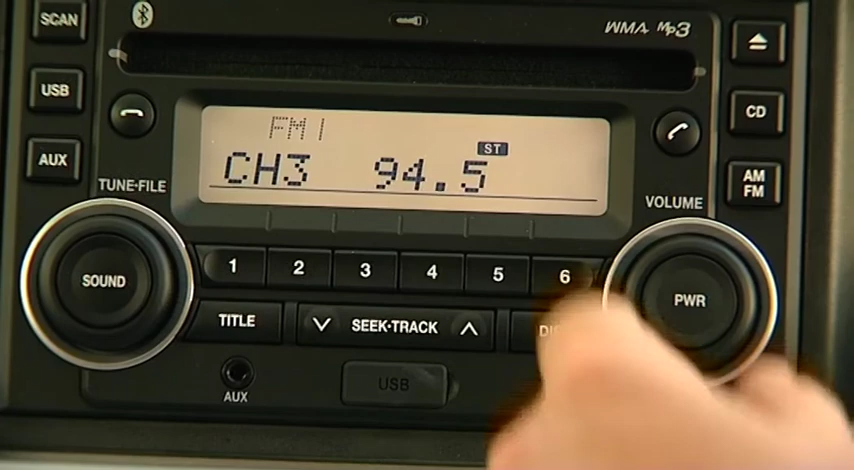 SCAN
WMA MP3
USB
CD
AUX
FM1
ST
CH3 94.5
AM
FM
TUNE•FILE
VOLUME
SOUND
1 2 3 4 5 6
PWR
TITLE
SEEK•TRACK
AUX
USB